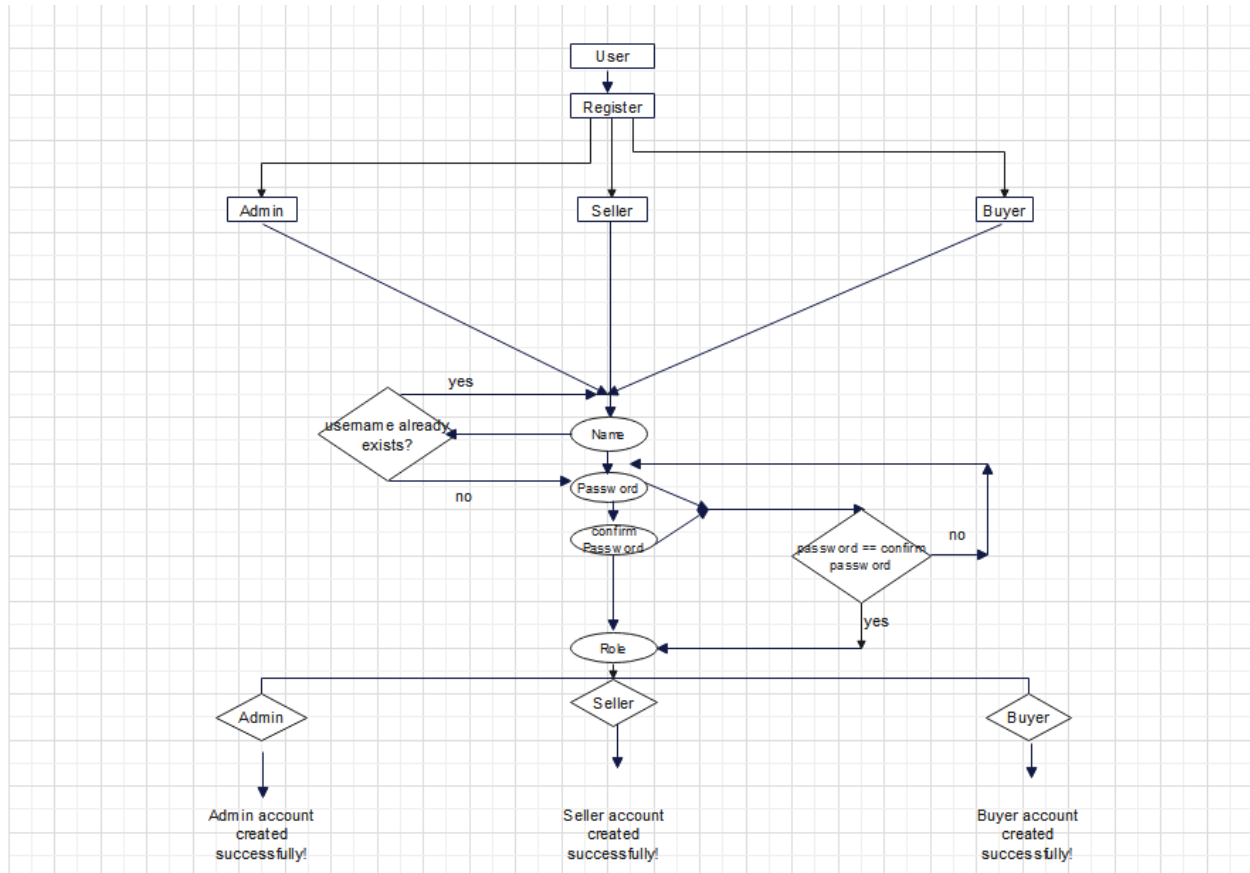 User
Register
Admin
Seller
Buyer
yes
username already
exists?
Name
no
Password
confirm
Password
password == confirm
password
no
yes
Role
Admin
Seller
Buyer
Admin account
created
successfully!
Seller account
created
successfully!
Buyer account
created
successfully!